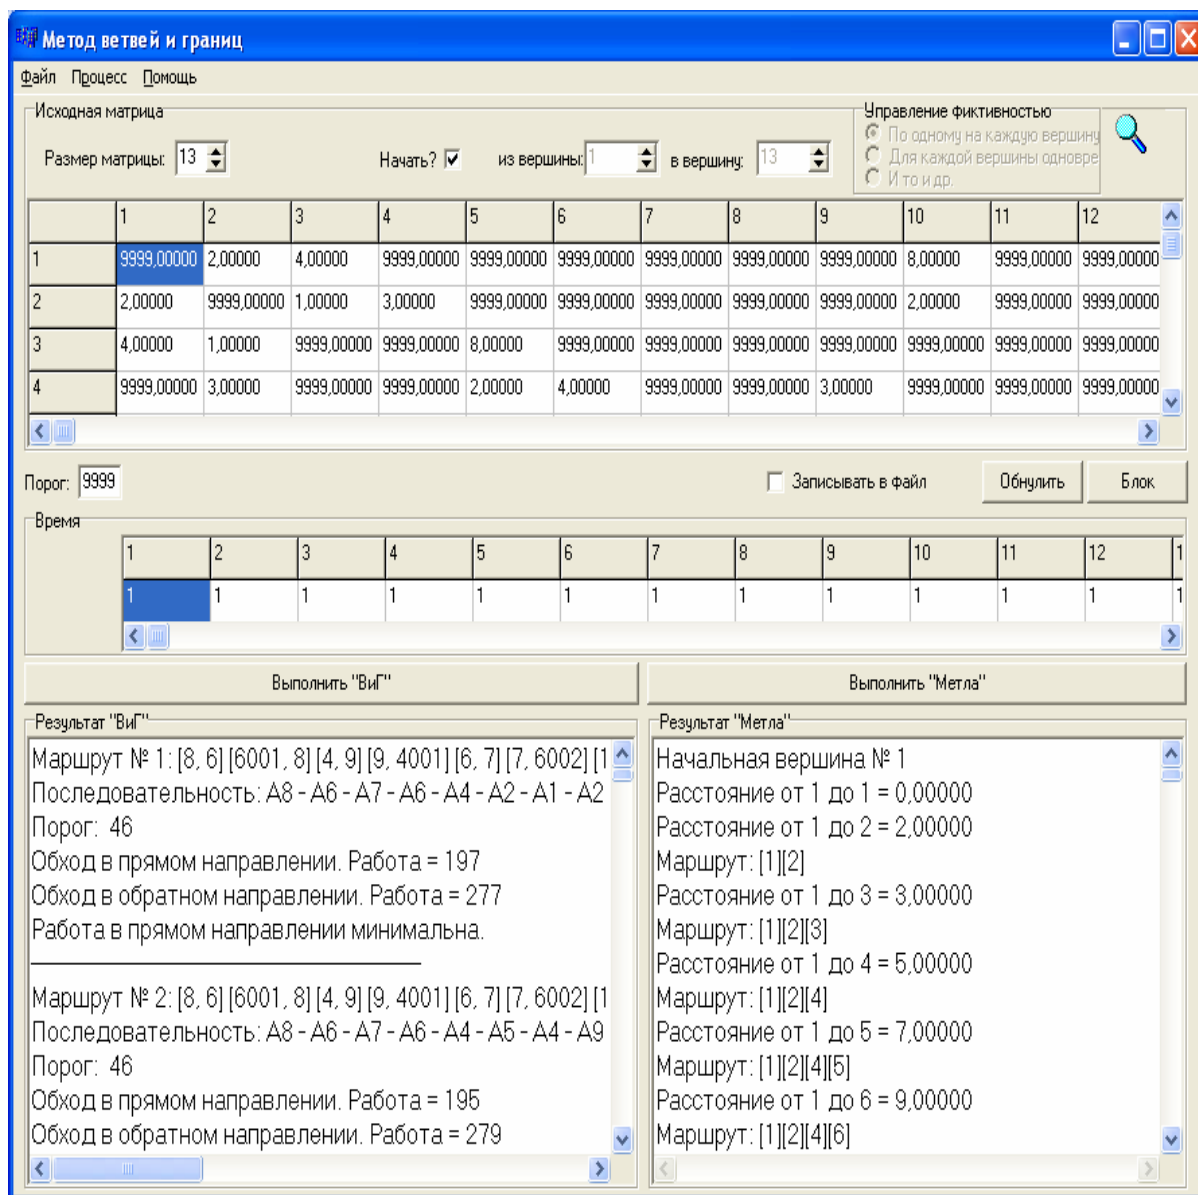 Метод ветвей и границ
Файл Процесс Помощь
Исходная матрица
Управление фиктивностью
Размер матрицы: 13 Начать? из вершины: 1 в вершину: 13
По одному на каждую вершину
Для каждой вершины одновре
И то и др.
1 2 3 4 5 6 7 8 9 10 11 12
1 9999,00000 2,00000 4,00000 9999,00000 9999,00000 9999,00000 9999,00000 9999,00000 9999,00000 8,00000 9999,00000 9999,00000
2 2,00000 9999,00000 1,00000 3,00000 9999,00000 9999,00000 9999,00000 9999,00000 9999,00000 2,00000 9999,00000 9999,00000
3 4,00000 1,00000 9999,00000 9999,00000 8,00000 9999,00000 9999,00000 9999,00000 9999,00000 9999,00000 9999,00000 9999,00000
4 9999,00000 3,00000 9999,00000 9999,00000 2,00000 4,00000 9999,00000 9999,00000 3,00000 9999,00000 9999,00000 9999,00000
Порог: 9999 Записывать в файл Обнулить Блок
Время
1 2 3 4 5 6 7 8 9 10 11 12 1
1 1 1 1 1 1 1 1 1 1 1 1 1
Выполнить "ВиГ" Выполнить "Метла"
Результат "ВиГ"
Маршрут № 1: [8, 6] [6001, 8] [4, 9] [9, 4001] [6, 7] [7, 6002] [1
Последовательность: А8 - А6 - А7 - А6 - А4 - А2 - А1 - А2
Порог: 46
Обход в прямом направлении. Работа = 197
Обход в обратном направлении. Работа = 277
Работа в прямом направлении минимальна.
Маршрут № 2: [8, 6] [6001, 8] [4, 9] [9, 4001] [6, 7] [7, 6002] [1
Последовательность: А8 - А6 - А7 - А6 - А4 - А5 - А4 - А9
Порог: 46
Обход в прямом направлении. Работа = 195
Обход в обратном направлении. Работа = 279
Результат "Метла"
Начальная вершина № 1
Расстояние от 1 до 1 = 0,00000
Расстояние от 1 до 2 = 2,00000
Маршрут: [1][2]
Расстояние от 1 до 3 = 3,00000
Маршрут: [1][2][3]
Расстояние от 1 до 4 = 5,00000
Маршрут: [1][2][4]
Расстояние от 1 до 5 = 7,00000
Маршрут: [1][2][4][5]
Расстояние от 1 до 6 = 9,00000
Маршрут: [1][2][4][6]